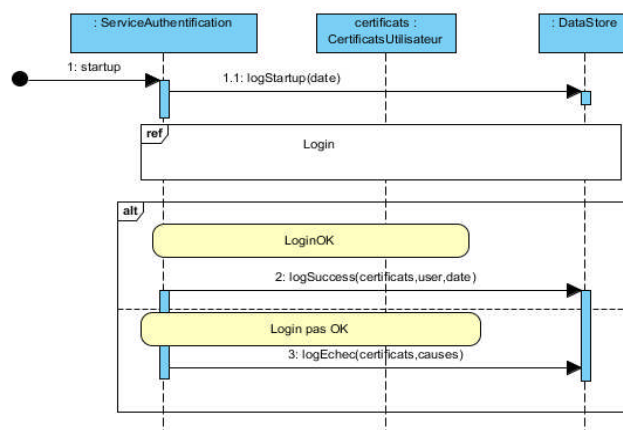 : ServiceAuthentification
certificats :
CertificatsUtilisateur
: DataStore
1: startup
1.1: logStartup(date)
ref
Login
alt
LoginOK
2: logSuccess(certificats,user,date)
Login pas OK
3: logEchec(certificats,causes)